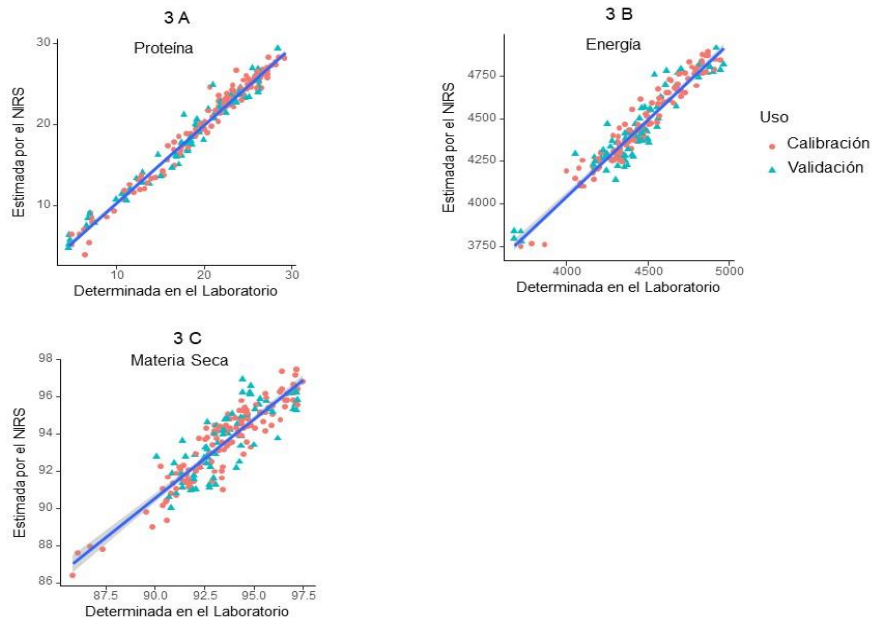 3 A
Proteína
Estimada por el NIRS
30
20
10
10 20 30
Determinada en el Laboratorio
3 B
Energía
Estimada por el NIRS
4750
4500
4250
4000
3750
4000 4500 5000
Determinada en el Laboratorio
Uso
Calibración
Validación
3 C
Materia Seca
Estimada por el NIRS
98
96
94
92
90
88
86
87.5 90.0 92.5 95.0 97.5
Determinada en el Laboratorio